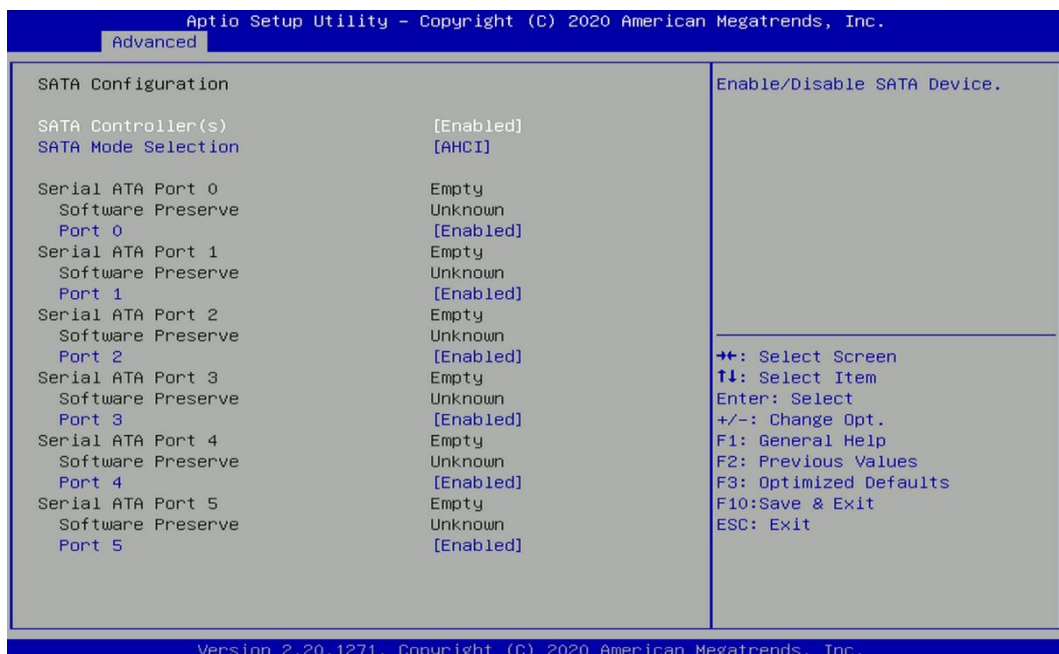 Aptio Setup Utility – Copyright (C) 2020 American Megatrends, Inc.
Advanced
SATA Configuration
SATA Controller(s) [Enabled]
SATA Mode Selection [AHCI]
Serial ATA Port 0 Empty
Software Preserve Unknown
Port 0 [Enabled]
Serial ATA Port 1 Empty
Software Preserve Unknown
Port 1 [Enabled]
Serial ATA Port 2 Empty
Software Preserve Unknown
Port 2 [Enabled]
Serial ATA Port 3 Empty
Software Preserve Unknown
Port 3 [Enabled]
Serial ATA Port 4 Empty
Software Preserve Unknown
Port 4 [Enabled]
Serial ATA Port 5 Empty
Software Preserve Unknown
Port 5 [Enabled]
Enable/Disable SATA Device.
→←: Select Screen
↑↓: Select Item
Enter: Select
+/-: Change Opt.
F1: General Help
F2: Previous Values
F3: Optimized Defaults
F10:Save & Exit
ESC: Exit
Version 2.20.1271. Copyright (C) 2020 American Megatrends, Inc.